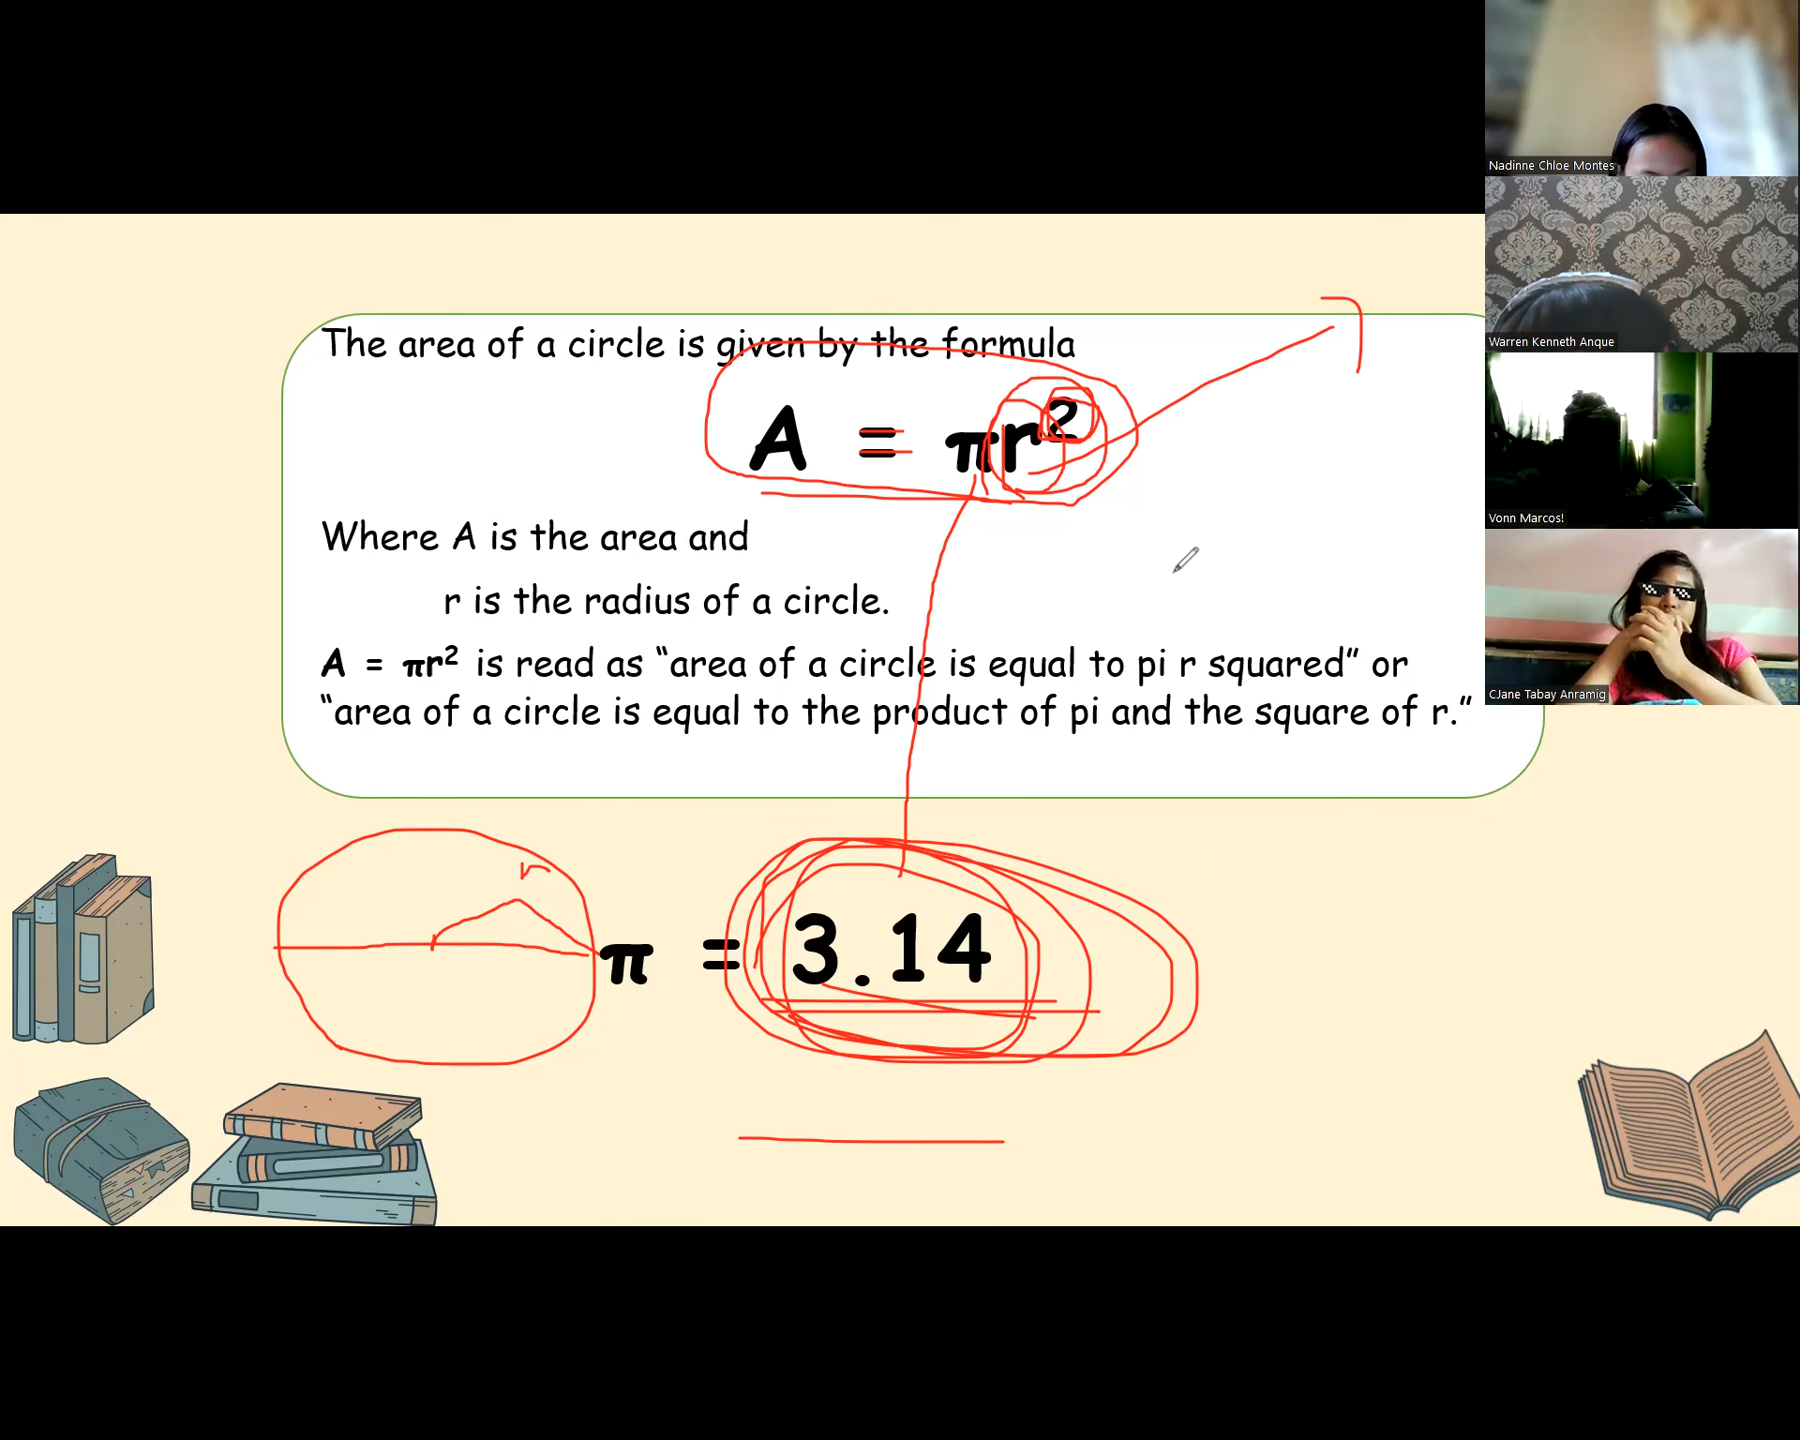 The area of a circle is given by the formula
A = πr²
Where A is the area and
r is the radius of a circle.
A = πr² is read as “area of a circle is equal to pi r squared” or
“area of a circle is equal to the product of pi and the square of r.”
r
π = 3.14
Nadinne Chloe Montes
Warren Kenneth Anque
Vonn Marcos!
CJane Tabay Anramig